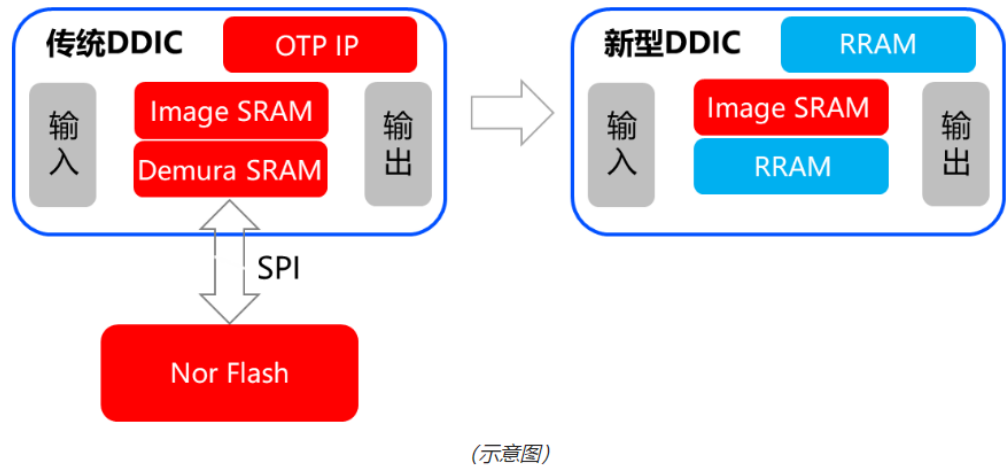 传统DDIC
OTP IP
输入
Image SRAM
Demura SRAM
输出
SPI
Nor Flash
新型DDIC
RRAM
输入
Image SRAM
RRAM
输出
(示意图)